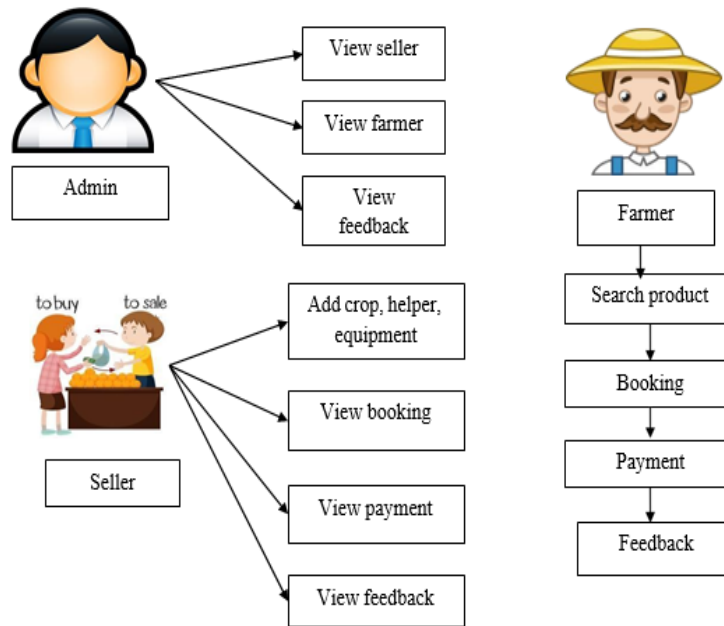 View seller
View farmer
Admin
View
feedback
Farmer
Search product
Booking
Payment
Feedback
to buy to sale
Seller
Add crop, helper,
equipment
View booking
View payment
View feedback